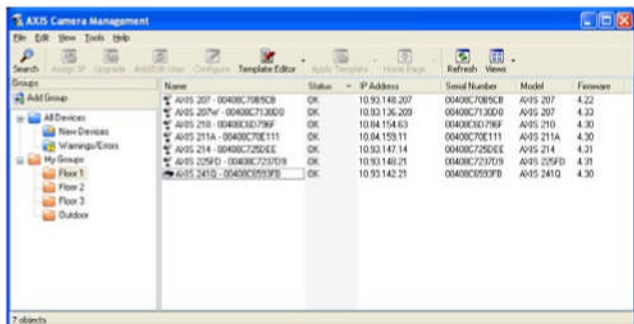 AXIS Camera Management
File Edit View Tools Help
Search Assign IP Upgrade Add/Edit User Configure Template Editor Apply Template Home Page Refresh Views
Groups
Add Group
All Devices
New Devices
Warnings/Errors
My Groups
Floor 1
Floor 2
Floor 3
Outdoor
Name Status IP Address Serial Number Model Firmware
AXIS 207 - 00408C70B5CB OK 10.93.148.207 00408C70B5CB AXIS 207 4.22
AXIS 207W - 00408C7130D0 OK 10.93.136.209 00408C7130D0 AXIS 207 4.33
AXIS 210 - 00408C6D796F OK 10.84.154.63 00408C6D796F AXIS 210 4.30
AXIS 211A - 00408C70E111 OK 10.84.159.11 00408C70E111 AXIS 211A 4.30
AXIS 214 - 00408C725DEE OK 10.93.147.14 00408C725DEE AXIS 214 4.31
AXIS 225FD - 00408C7237D9 OK 10.93.148.21 00408C7237D9 AXIS 225FD 4.31
AXIS 241Q - 00408C6593FB OK 10.93.142.21 00408C6593FB AXIS 241Q 4.30
7 objects